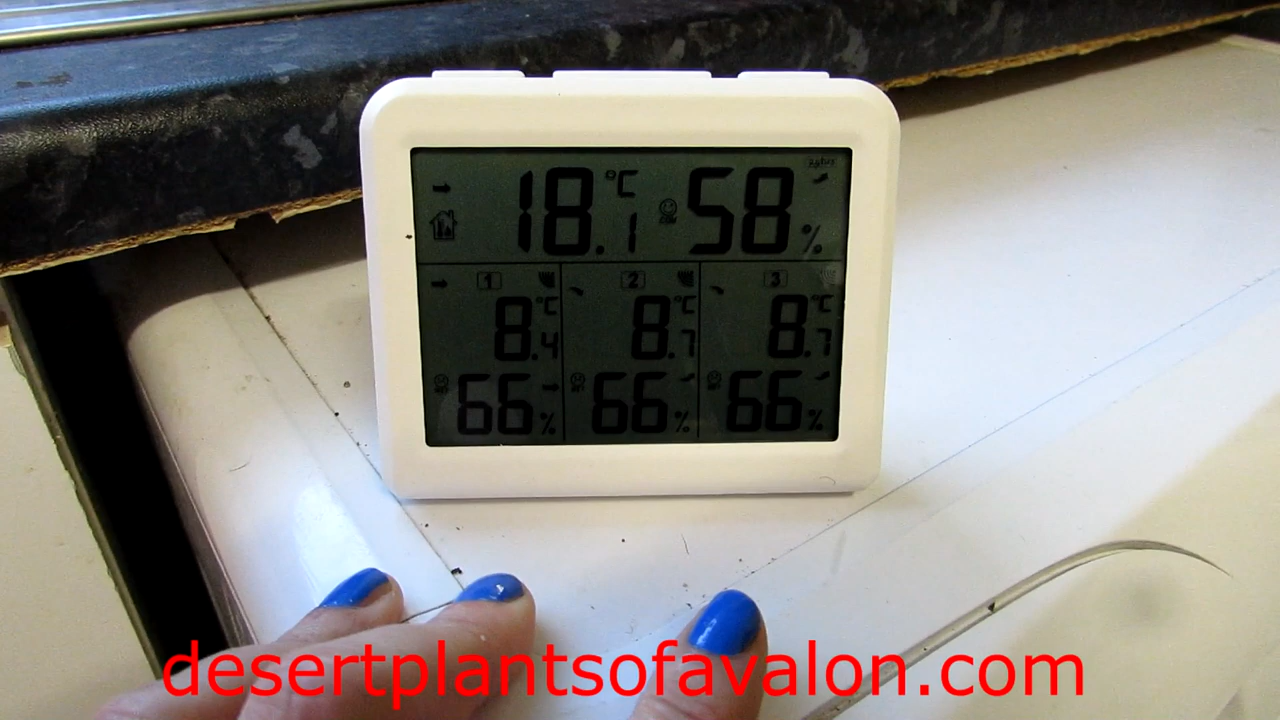 18.1 °C 58 %
1 2 3
8.4 °C 8.7 °C 8.7 °C
66 % 66 % 66 %
desertplantsofavalon.com